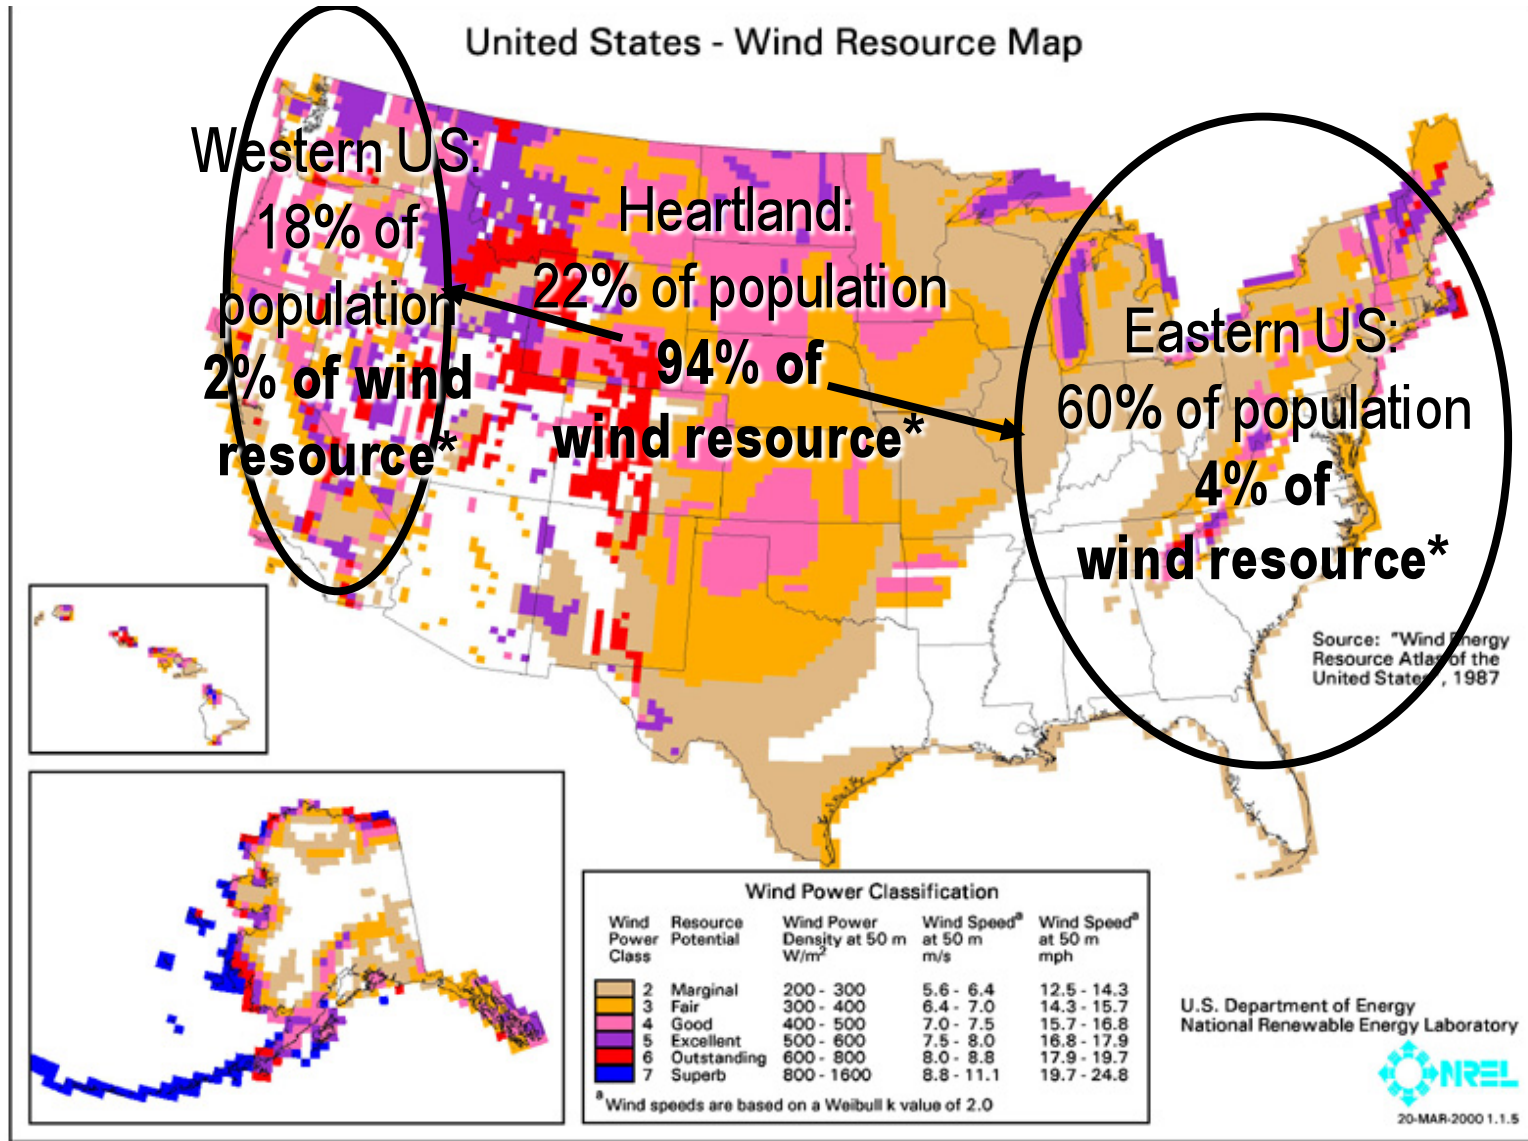 United States - Wind Resource Map
Western US:
18% of
population
2% of wind
resource*
Heartland:
22% of population
94% of
wind resource*
Eastern US:
60% of population
4% of
wind resource*
Source: "Wind Energy
Resource Atlas of the
United States", 1987
Wind Power Classification
Wind Power Class Resource Potential Wind Power Density at 50 m W/m² Wind Speedᵃ at 50 m m/s Wind Speedᵃ at 50 m mph
2 Marginal 200 - 300 5.6 - 6.4 12.5 - 14.3
3 Fair 300 - 400 6.4 - 7.0 14.3 - 15.7
4 Good 400 - 500 7.0 - 7.5 15.7 - 16.8
5 Excellent 500 - 600 7.5 - 8.0 16.8 - 17.9
6 Outstanding 600 - 800 8.0 - 8.8 17.9 - 19.7
7 Superb 800 - 1600 8.8 - 11.1 19.7 - 24.8
ᵃ Wind speeds are based on a Weibull k value of 2.0
U.S. Department of Energy
National Renewable Energy Laboratory
NREL
20-MAR-2000 1.1.5